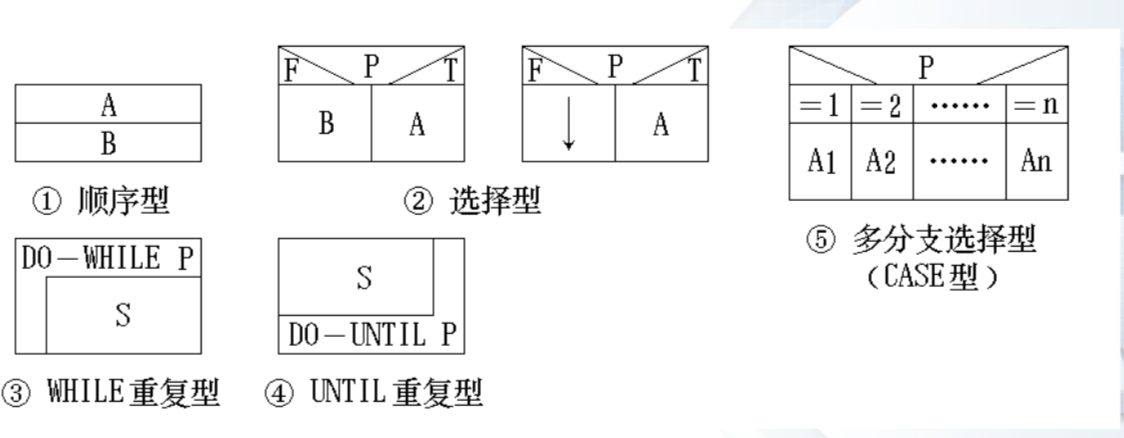 A
B
① 顺序型
F P T
B A
F P T
A
② 选择型
P
=1 =2 …… =n
A1 A2 …… An
⑤ 多分支选择型
（CASE型）
DO－WHILE P
S
③ WHILE重复型
S
DO－UNTIL P
④ UNTIL重复型